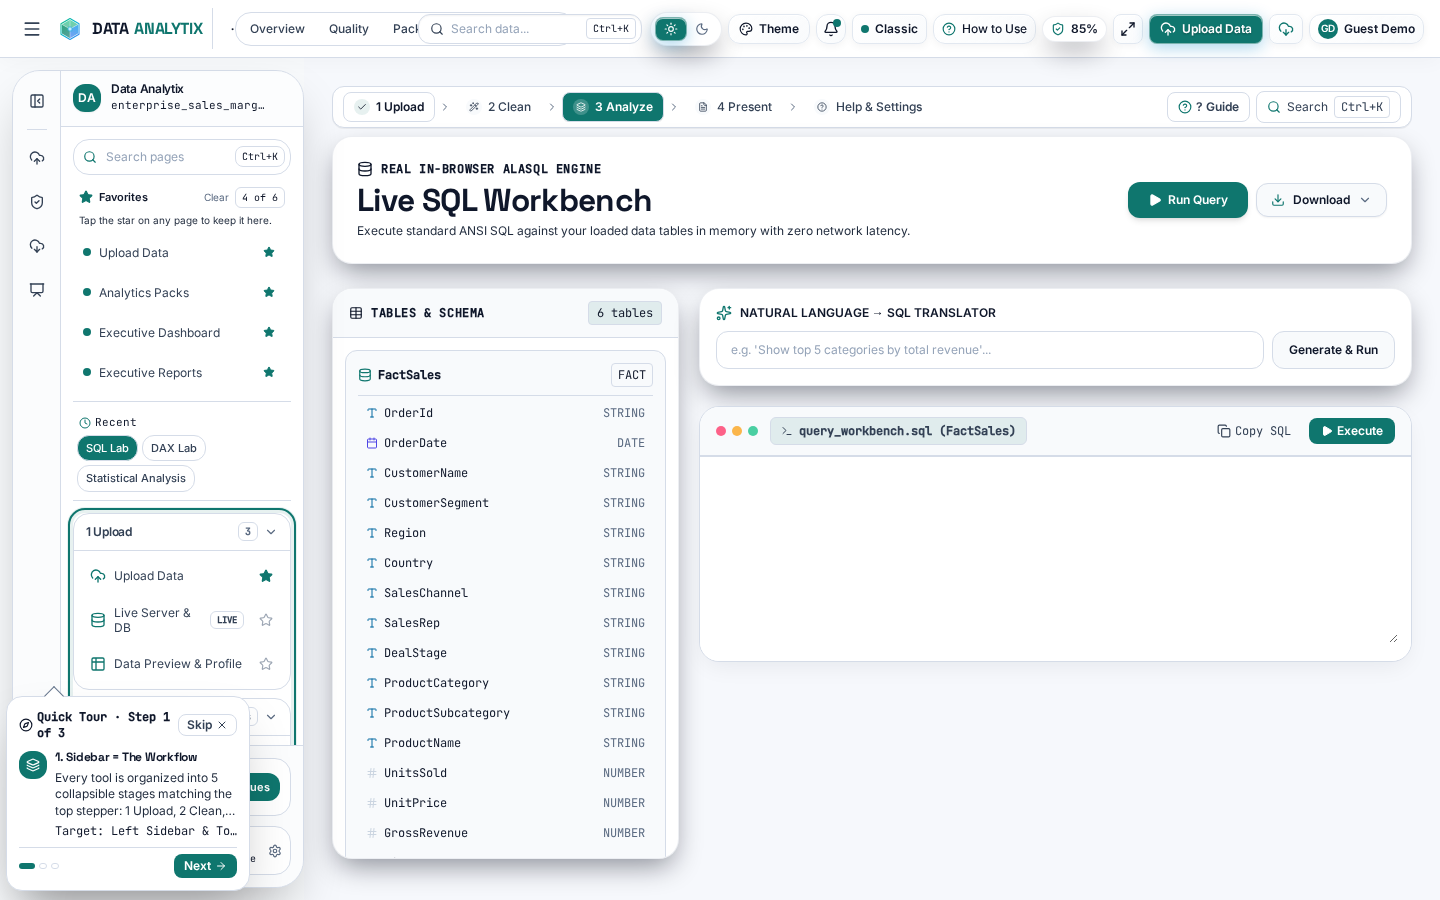 DATA ANALYTIX
Overview
Quality
Search data...
Ctrl+K
Theme
Classic
How to Use
85%
Upload Data
GD
Guest Demo
DA
Data Analytix
enterprise_sales_marg…
Search pages
Ctrl+K
Favorites
Clear
4 of 6
Tap the star on any page to keep it here.
Upload Data
Analytics Packs
Executive Dashboard
Executive Reports
Recent
SQL Lab
DAX Lab
Statistical Analysis
1 Upload
3
Upload Data
Live Server &
DB
LIVE
Data Preview & Profile
Quick Tour · Step 1
of 3
Skip
1. Sidebar = The Workflow
Every tool is organized into 5
collapsible stages matching the
top stepper: 1 Upload, 2 Clean,…
Target: Left Sidebar & To…
Next →
1 Upload
2 Clean
3 Analyze
4 Present
Help & Settings
? Guide
Search
Ctrl+K
REAL IN-BROWSER ALASQL ENGINE
Live SQL Workbench
Execute standard ANSI SQL against your loaded data tables in memory with zero network latency.
Run Query
Download
TABLES & SCHEMA
6 tables
FactSales
FACT
OrderId STRING
OrderDate DATE
CustomerName STRING
CustomerSegment STRING
Region STRING
Country STRING
SalesChannel STRING
SalesRep STRING
DealStage STRING
ProductCategory STRING
ProductSubcategory STRING
ProductName STRING
UnitsSold NUMBER
UnitPrice NUMBER
GrossRevenue NUMBER
NATURAL LANGUAGE → SQL TRANSLATOR
e.g. 'Show top 5 categories by total revenue'...
Generate & Run
query_workbench.sql (FactSales)
Copy SQL
Execute